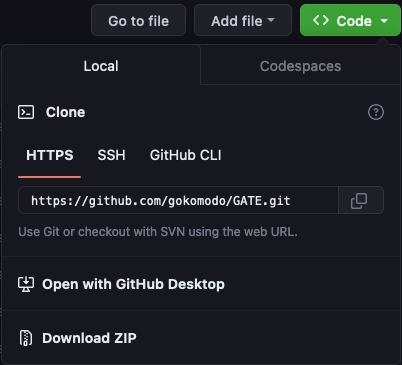 Go to file
Add file
Code
Local
Codespaces
Clone
HTTPS
SSH
GitHub CLI
https://github.com/gokomodo/GATE.git
Use Git or checkout with SVN using the web URL.
Open with GitHub Desktop
Download ZIP